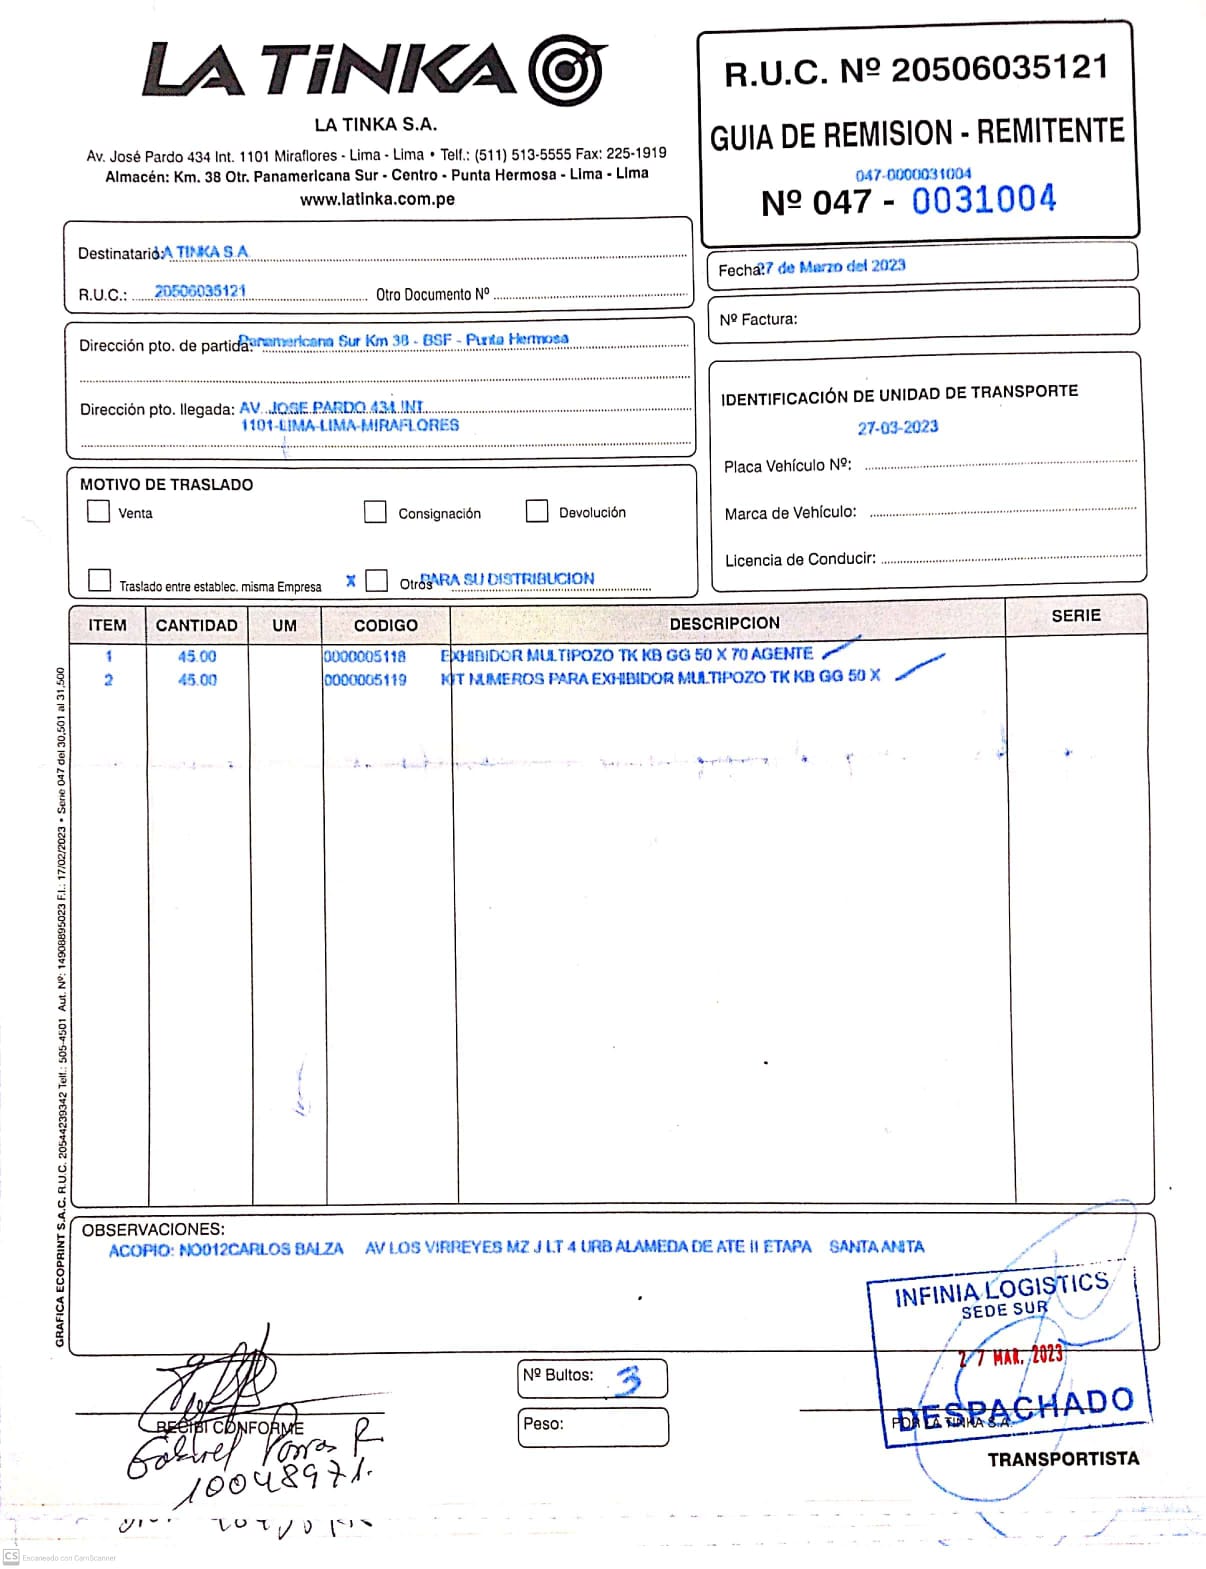 LA TiNKA
LA TINKA S.A.
Av. José Pardo 434 Int. 1101 Miraflores - Lima - Lima • Telf.: (511) 513-5555 Fax: 225-1919
Almacén: Km. 38 Otr. Panamericana Sur - Centro - Punta Hermosa - Lima - Lima
www.latinka.com.pe
R.U.C. Nº 20506035121
GUIA DE REMISION - REMITENTE
047-0000031004
Nº 047 - 0031004
Destinatario: A TINKA S.A
R.U.C.: 20506035121 Otro Documento Nº
Fecha: 27 de Marzo del 2023
Nº Factura:
Dirección pto. de partida: Panamericana Sur Km 38 - BSF - Punta Hermosa
Dirección pto. llegada: AV. JOSE PARDO 434 INT.
1101-LIMA-LIMA-MIRAFLORES
IDENTIFICACIÓN DE UNIDAD DE TRANSPORTE
27-03-2023
Placa Vehículo Nº:
Marca de Vehículo:
Licencia de Conducir:
MOTIVO DE TRASLADO
Venta Consignación Devolución
Traslado entre establec. misma Empresa X Otros PARA SU DISTRIBUCION
ITEM CANTIDAD UM CODIGO DESCRIPCION SERIE
1 45.00 0000005118 EXHIBIDOR MULTIPOZO TK KB GG 50 X 70 AGENTE
2 45.00 0000005119 KIT NUMEROS PARA EXHIBIDOR MULTIPOZO TK KB GG 50 X
GRAFICA ECOPRINT S.A.C. R.U.C. 20544239342 Telf.: 505-4501 Aut. Nº: 14908895023 F.I.: 17/02/2023 • Serie 047 del 30,501 al 31,500
OBSERVACIONES:
ACOPIO: NO012CARLOS BALZA AV LOS VIRREYES MZ J LT 4 URB ALAMEDA DE ATE II ETAPA SANTA ANITA
INFINIA LOGISTICS
SEDE SUR
27 MAR. 2023
DESPACHADO
Nº Bultos: 3
Peso:
RECIBI CONFORME
Gabriel Porras R
10048971.
POR LA TINKA S.A.
TRANSPORTISTA
CS Escaneado con CamScanner